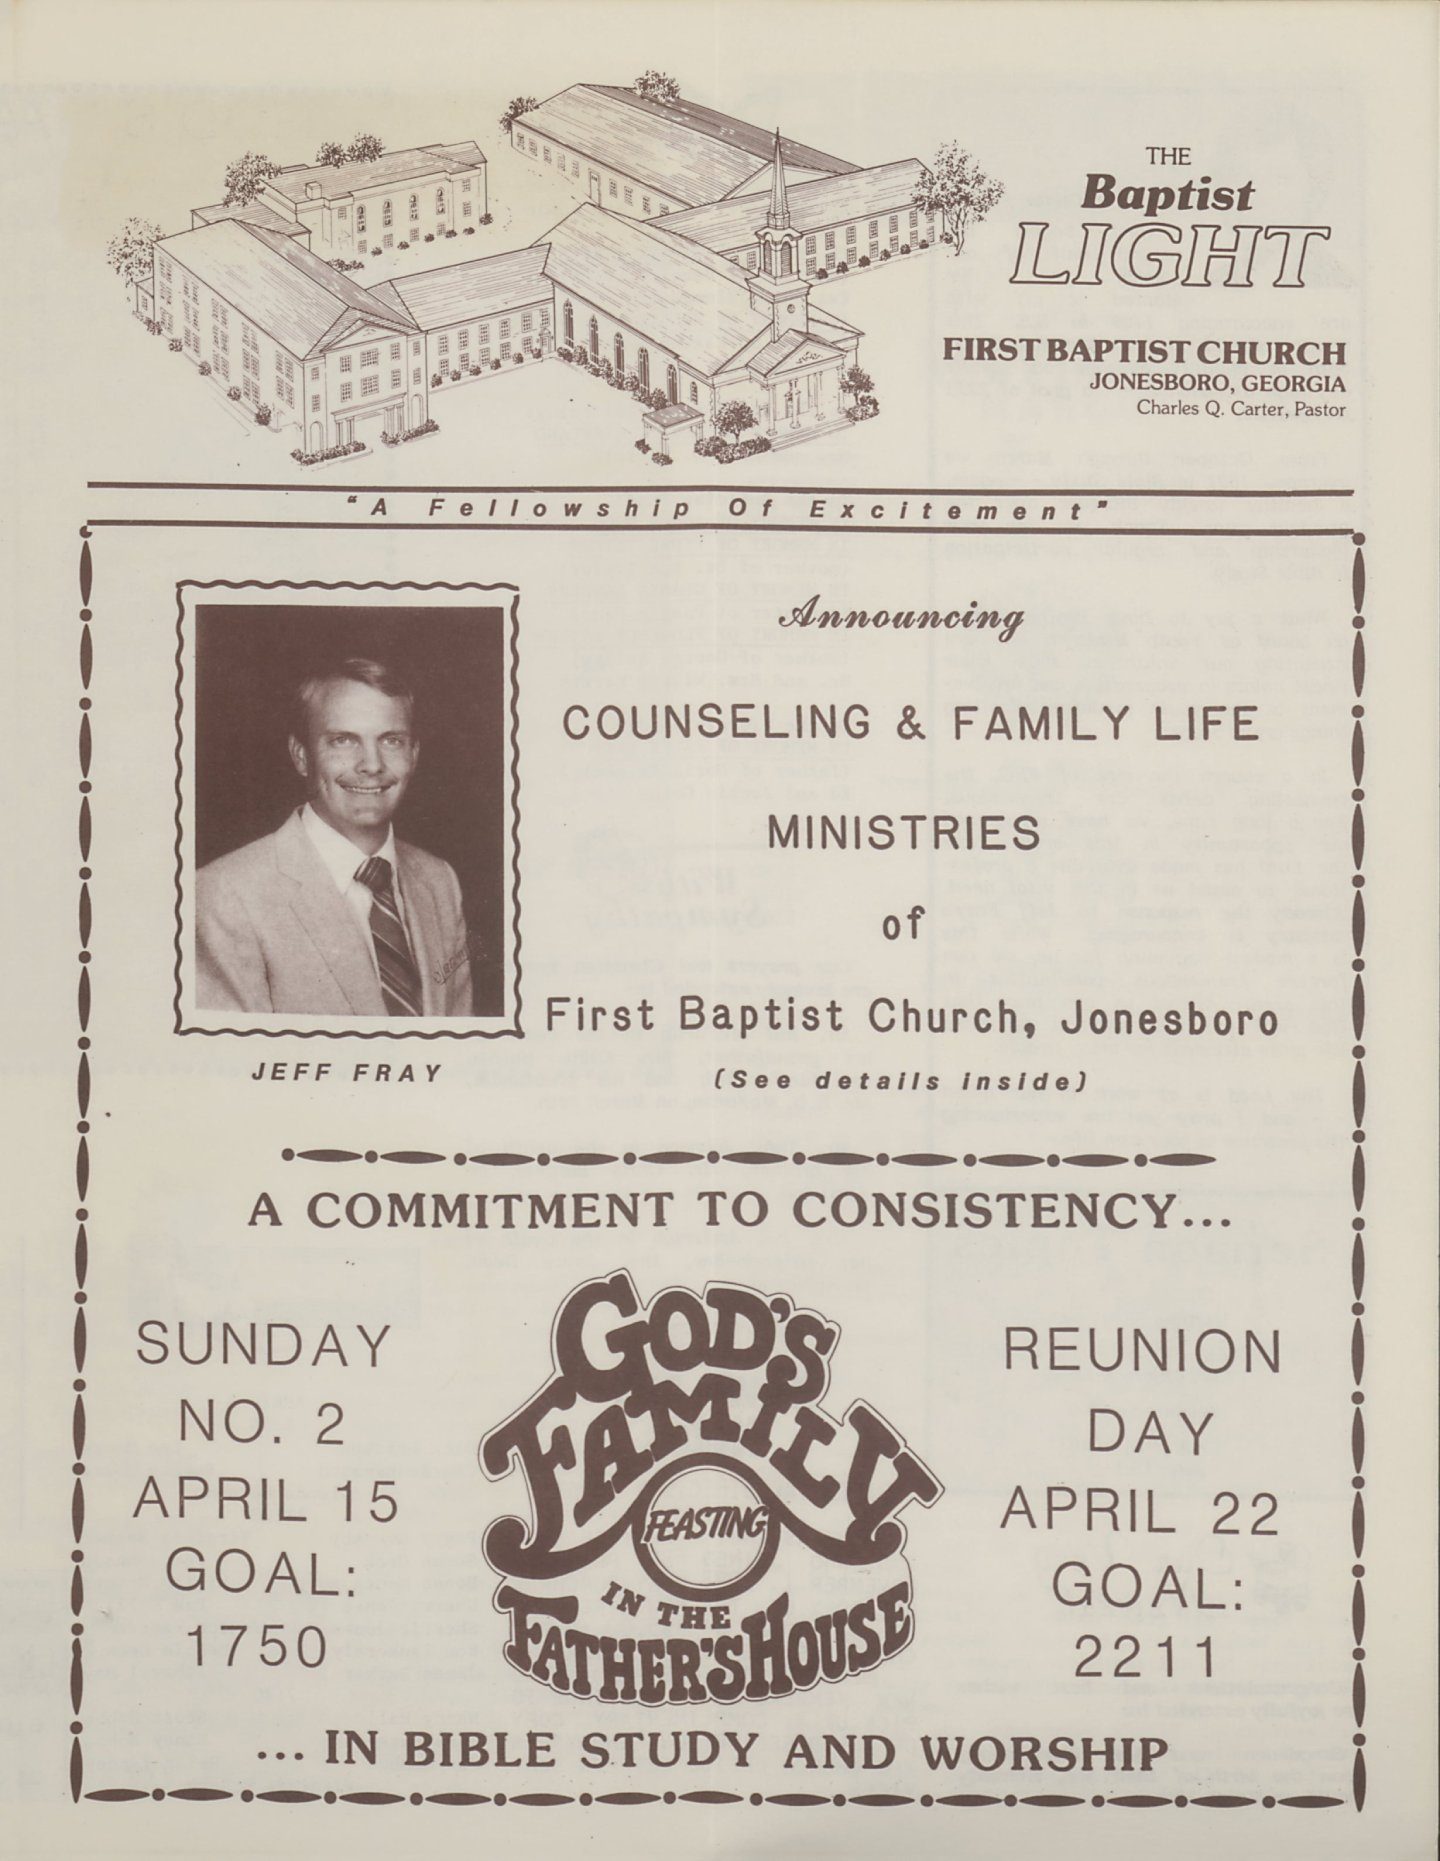 THE
Baptist
LIGHT
FIRST BAPTIST CHURCH
JONESBORO, GEORGIA
Charles Q. Carter, Pastor
"A Fellowship Of Excitement"
Announcing
COUNSELING & FAMILY LIFE
MINISTRIES
of
First Baptist Church, Jonesboro
(See details inside)
JEFF FRAY
A COMMITMENT TO CONSISTENCY...
SUNDAY
NO. 2
APRIL 15
GOAL:
1750
GOD'S
FAMILY
FEASTING
IN THE
FATHER'S HOUSE
REUNION
DAY
APRIL 22
GOAL:
2211
... IN BIBLE STUDY AND WORSHIP